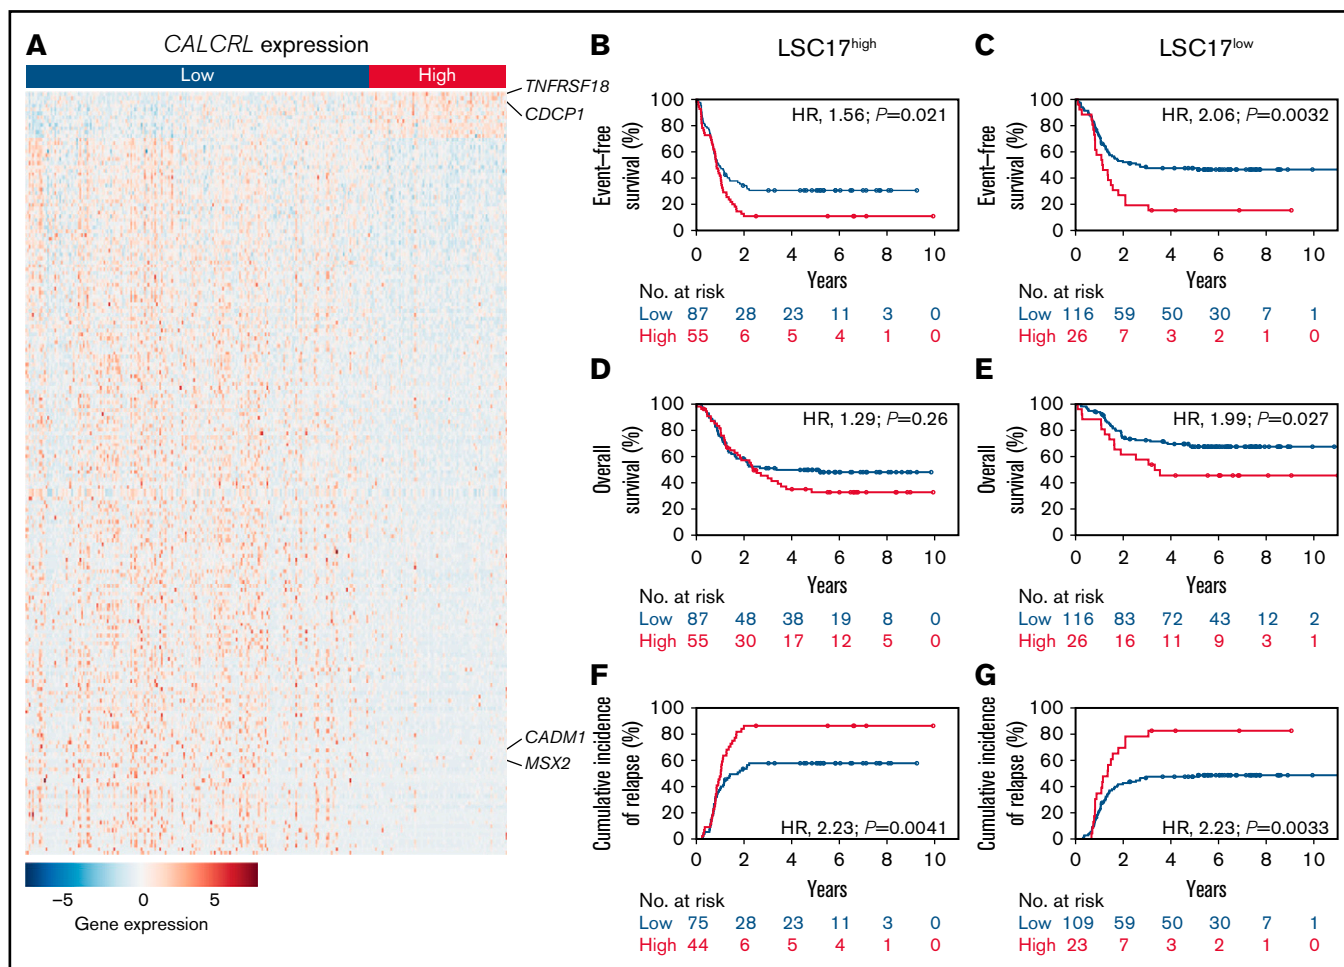 A
CALCRL expression
Low
High
TNFRSF18
CDCP1
CADM1
MSX2
−5
0
5
Gene expression
B
LSC17high
100
80
60
40
20
0
Event–free
survival (%)
HR, 1.56; P=0.021
0 2 4 6 8 10
Years
No. at risk
Low 87 28 23 11 3 0
High 55 6 5 4 1 0
C
LSC17low
100
80
60
40
20
0
Event–free
survival (%)
HR, 2.06; P=0.0032
0 2 4 6 8 10
Years
No. at risk
Low 116 59 50 30 7 1
High 26 7 3 2 1 0
D
100
80
60
40
20
0
Overall
survival (%)
HR, 1.29; P=0.26
0 2 4 6 8 10
Years
No. at risk
Low 87 48 38 19 8 0
High 55 30 17 12 5 0
E
100
80
60
40
20
0
Overall
survival (%)
HR, 1.99; P=0.027
0 2 4 6 8 10
Years
No. at risk
Low 116 83 72 43 12 2
High 26 16 11 9 3 1
F
100
80
60
40
20
0
Cumulative incidence
of relapse (%)
HR, 2.23; P=0.0041
0 2 4 6 8 10
Years
No. at risk
Low 75 28 23 11 3 0
High 44 6 5 4 1 0
G
100
80
60
40
20
0
Cumulative incidence
of relapse (%)
HR, 2.23; P=0.0033
0 2 4 6 8 10
Years
No. at risk
Low 109 59 50 30 7 1
High 23 7 3 2 1 0